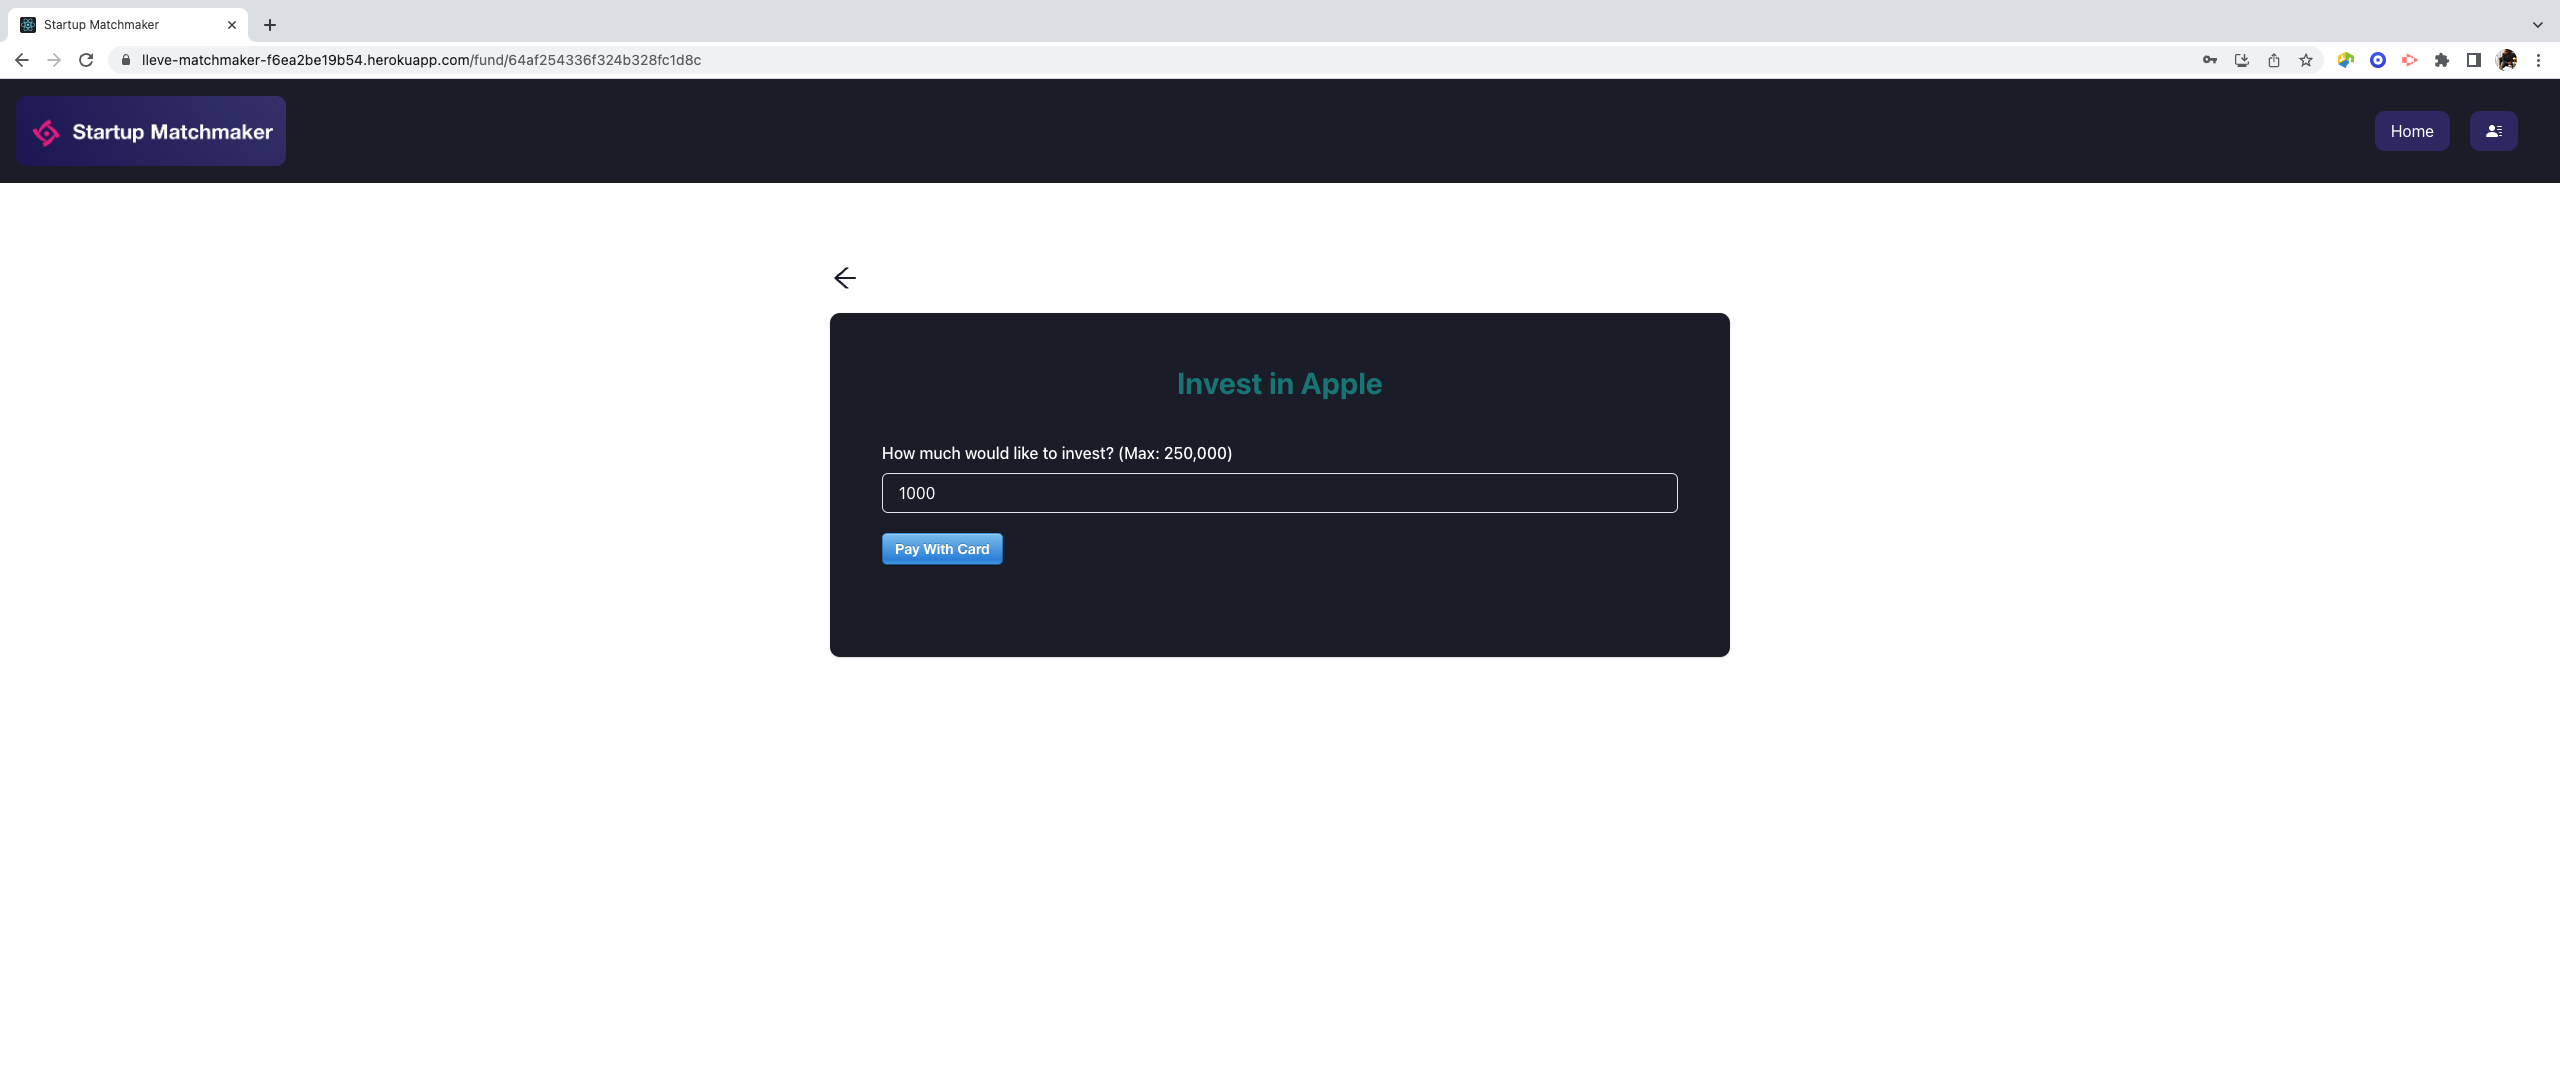 Startup Matchmaker
lleve-matchmaker-f6ea2be19b54.herokuapp.com/fund/64af254336f324b328fc1d8c
Startup Matchmaker
Home
Invest in Apple
How much would like to invest? (Max: 250,000)
1000
Pay With Card